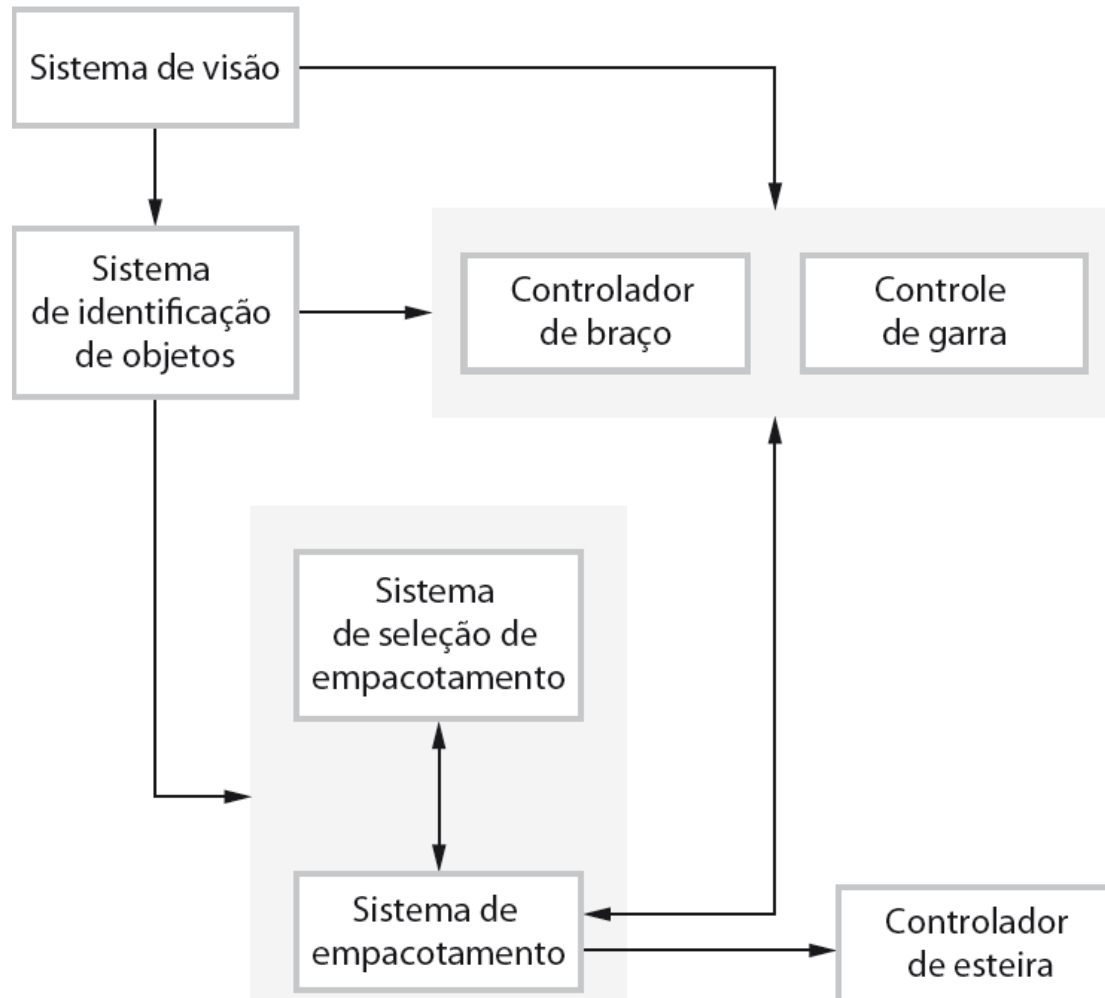 Sistema de visão
Sistema
de identificação
de objetos
Controlador
de braço
Controle
de garra
Sistema
de seleção de
empacotamento
Sistema de
empacotamento
Controlador
de esteira